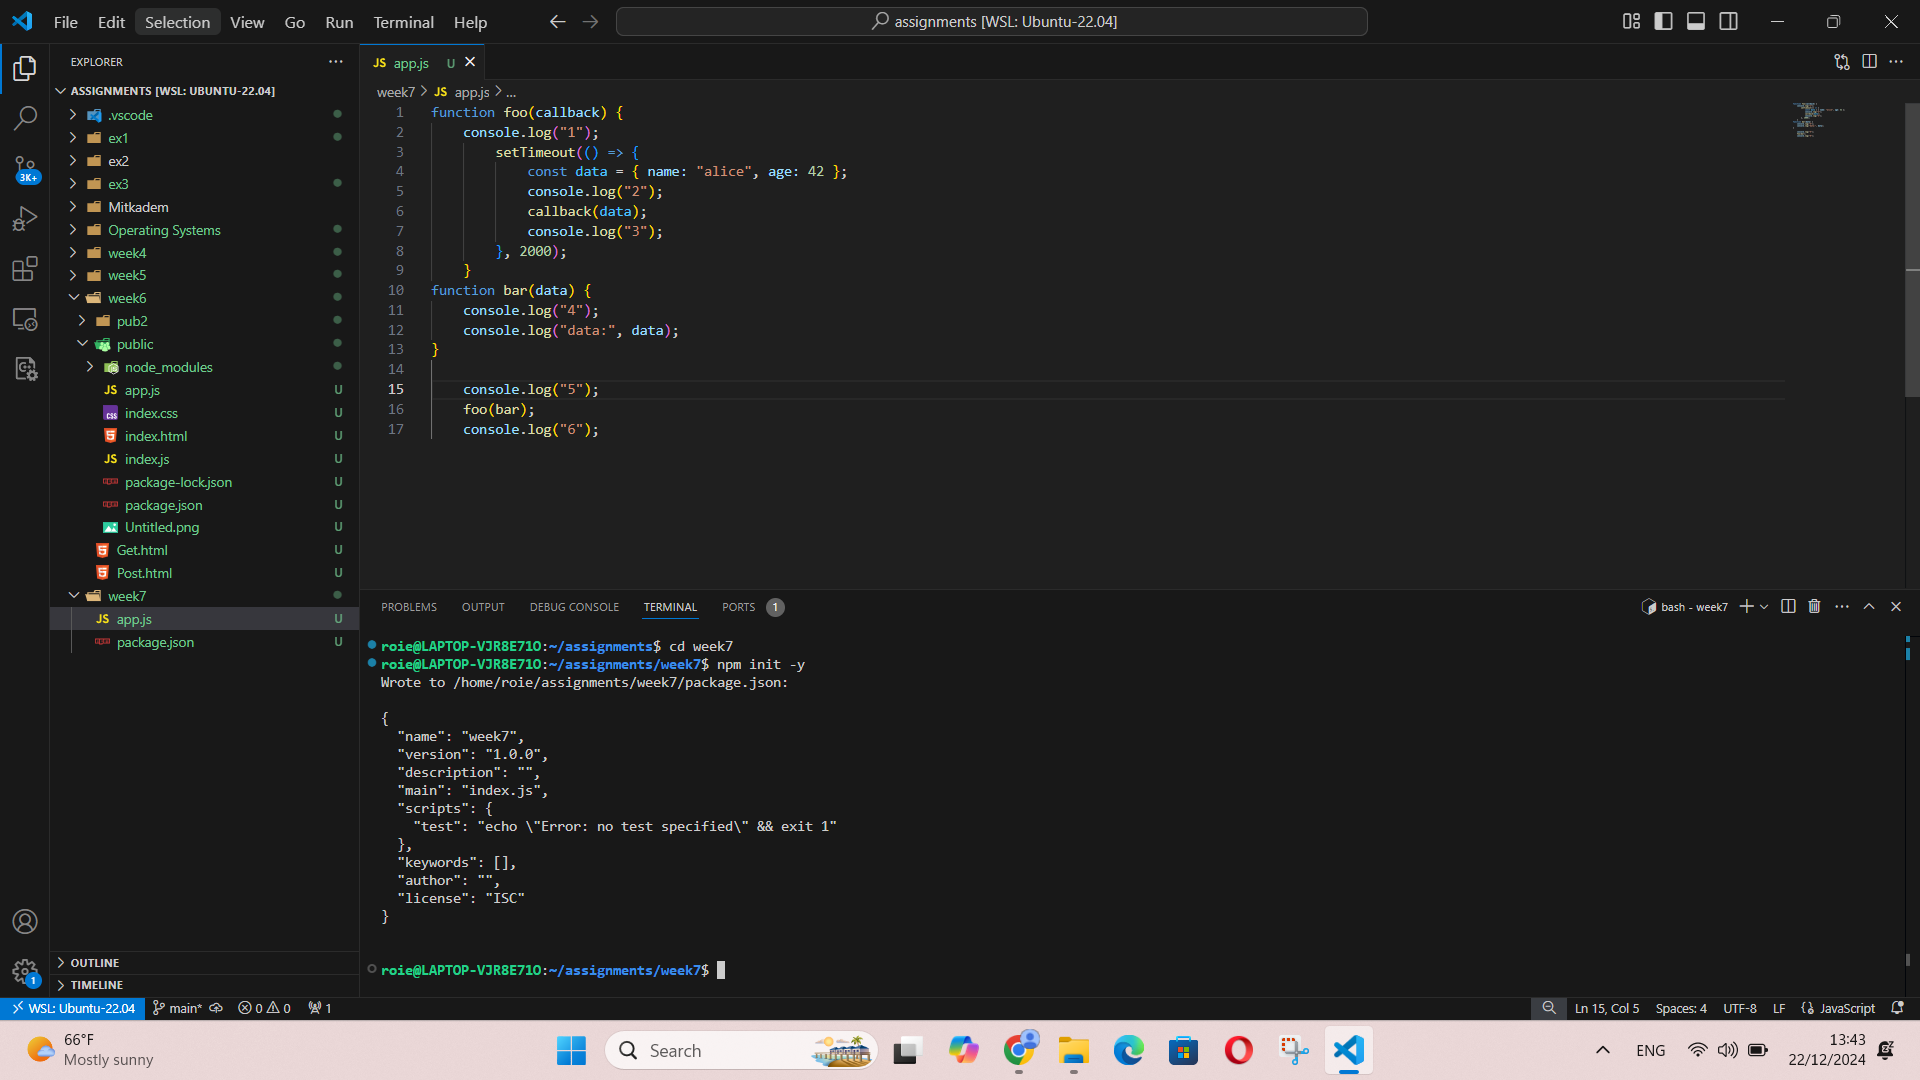 File Edit Selection View Go Run Terminal Help
assignments [WSL: Ubuntu-22.04]
EXPLORER
ASSIGNMENTS [WSL: UBUNTU-22.04]
.vscode
ex1
ex2
3K+
ex3
Mitkadem
Operating Systems
week4
week5
week6
pub2
public
node_modules
JS app.js U
CSS index.css U
index.html U
JS index.js U
package-lock.json U
package.json U
Untitled.png U
Get.html U
Post.html U
week7
JS app.js U
package.json U
OUTLINE
1
TIMELINE
JS app.js U
week7 > JS app.js > ...
1 function foo(callback) {
2 console.log("1");
3 setTimeout(() => {
4 const data = { name: "alice", age: 42 };
5 console.log("2");
6 callback(data);
7 console.log("3");
8 }, 2000);
9 }
10 function bar(data) {
11 console.log("4");
12 console.log("data:", data);
13 }
14
15 console.log("5");
16 foo(bar);
17 console.log("6");
PROBLEMS OUTPUT DEBUG CONSOLE TERMINAL PORTS 1
bash - week7
roie@LAPTOP-VJR8E71O:~/assignments$ cd week7
roie@LAPTOP-VJR8E71O:~/assignments/week7$ npm init -y
Wrote to /home/roie/assignments/week7/package.json:
{
"name": "week7",
"version": "1.0.0",
"description": "",
"main": "index.js",
"scripts": {
"test": "echo \"Error: no test specified\" && exit 1"
},
"keywords": [],
"author": "",
"license": "ISC"
}
roie@LAPTOP-VJR8E71O:~/assignments/week7$
WSL: Ubuntu-22.04 main* 0 0 1
Ln 15, Col 5 Spaces: 4 UTF-8 LF {} JavaScript
66°F
Mostly sunny
Search
ENG
13:43
22/12/2024